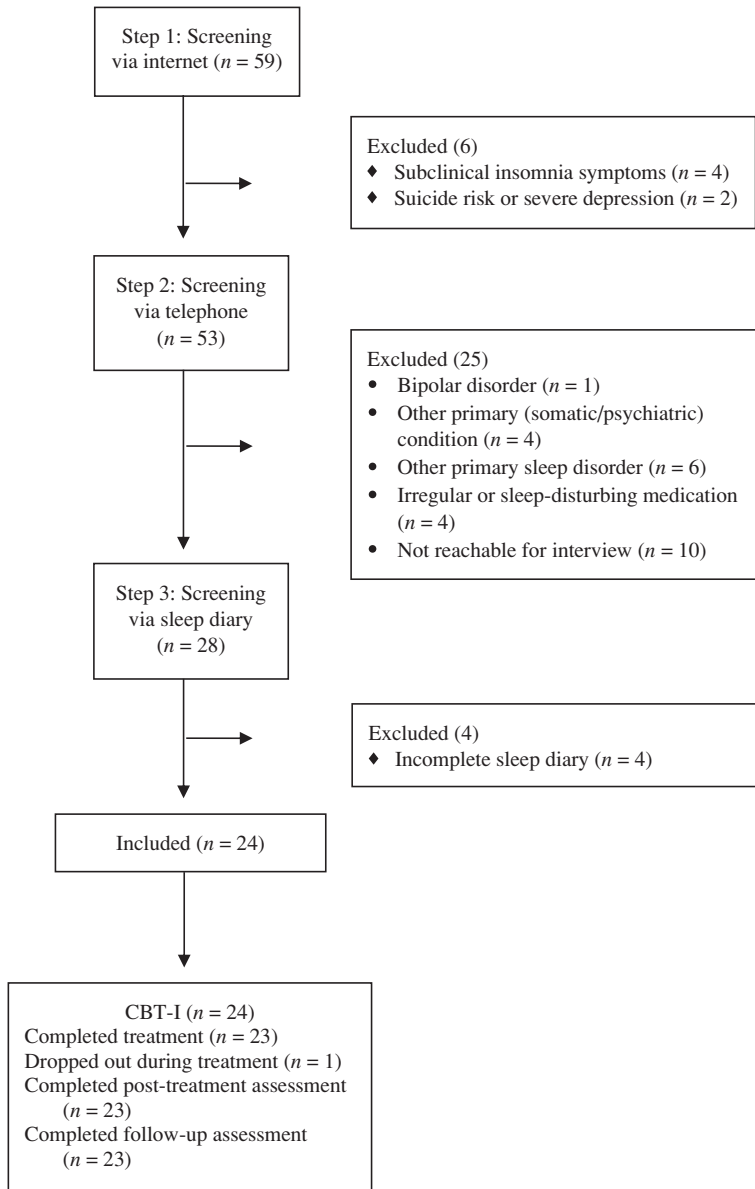 Step 1: Screening
via internet (n = 59)
Excluded (6)
♦ Subclinical insomnia symptoms (n = 4)
♦ Suicide risk or severe depression (n = 2)
Step 2: Screening
via telephone
(n = 53)
Excluded (25)
• Bipolar disorder (n = 1)
• Other primary (somatic/psychiatric)
condition (n = 4)
• Other primary sleep disorder (n = 6)
• Irregular or sleep-disturbing medication
(n = 4)
• Not reachable for interview (n = 10)
Step 3: Screening
via sleep diary
(n = 28)
Excluded (4)
♦ Incomplete sleep diary (n = 4)
Included (n = 24)
CBT-I (n = 24)
Completed treatment (n = 23)
Dropped out during treatment (n = 1)
Completed post-treatment assessment
(n = 23)
Completed follow-up assessment
(n = 23)